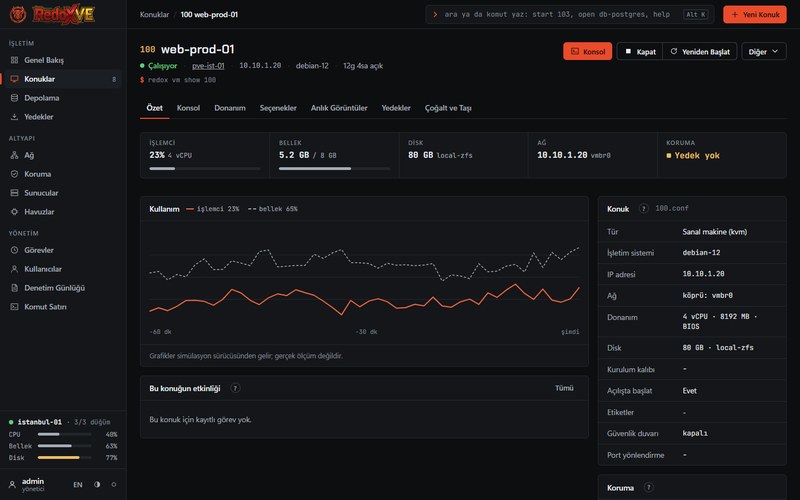 RedoxVE
Konuklar / 100 web-prod-01
ara ya da komut yaz: start 103, open db-postgres, help
Alt K
+ Yeni Konuk
İŞLETİM
Genel Bakış
Konuklar 8
Depolama
Yedekler
ALTYAPI
Ağ
Koruma
Sunucular
Havuzlar
YÖNETİM
Görevler
Kullanıcılar
Denetim Günlüğü
Komut Satırı
istanbul-01 · 3/3 düğüm
CPU 40%
Bellek 63%
Disk 77%
admin
yönetici
EN
100 web-prod-01
Çalışıyor · pve-ist-01 · 10.10.1.20 · debian-12 · 12g 4sa açık
$ redox vm show 100
Konsol
Kapat
Yeniden Başlat
Diğer
Özet
Konsol
Donanım
Seçenekler
Anlık Görüntüler
Yedekler
Çoğalt ve Taşı
İŞLEMCİ
23% 4 vCPU
BELLEK
5.2 GB / 8 GB
DİSK
80 GB local-zfs
AĞ
10.10.1.20 vmbr0
KORUMA
Yedek yok
Kullanım
işlemci 23%
bellek 65%
-60 dk
-30 dk
şimdi
Grafikler simülasyon sürücüsünden gelir; gerçek ölçüm değildir.
Bu konuğun etkinliği ?
Tümü
Bu konuk için kayıtlı görev yok.
Konuk ? 100.conf
Tür Sanal makine (kvm)
İşletim sistemi debian-12
IP adresi 10.10.1.20
Ağ köprü: vmbr0
Donanım 4 vCPU · 8192 MB ·
BIOS
Disk 80 GB · local-zfs
Kurulum kalıbı -
Açılışta başlat Evet
Etiketler -
Güvenlik duvarı kapalı
Port yönlendirme -
Koruma ?